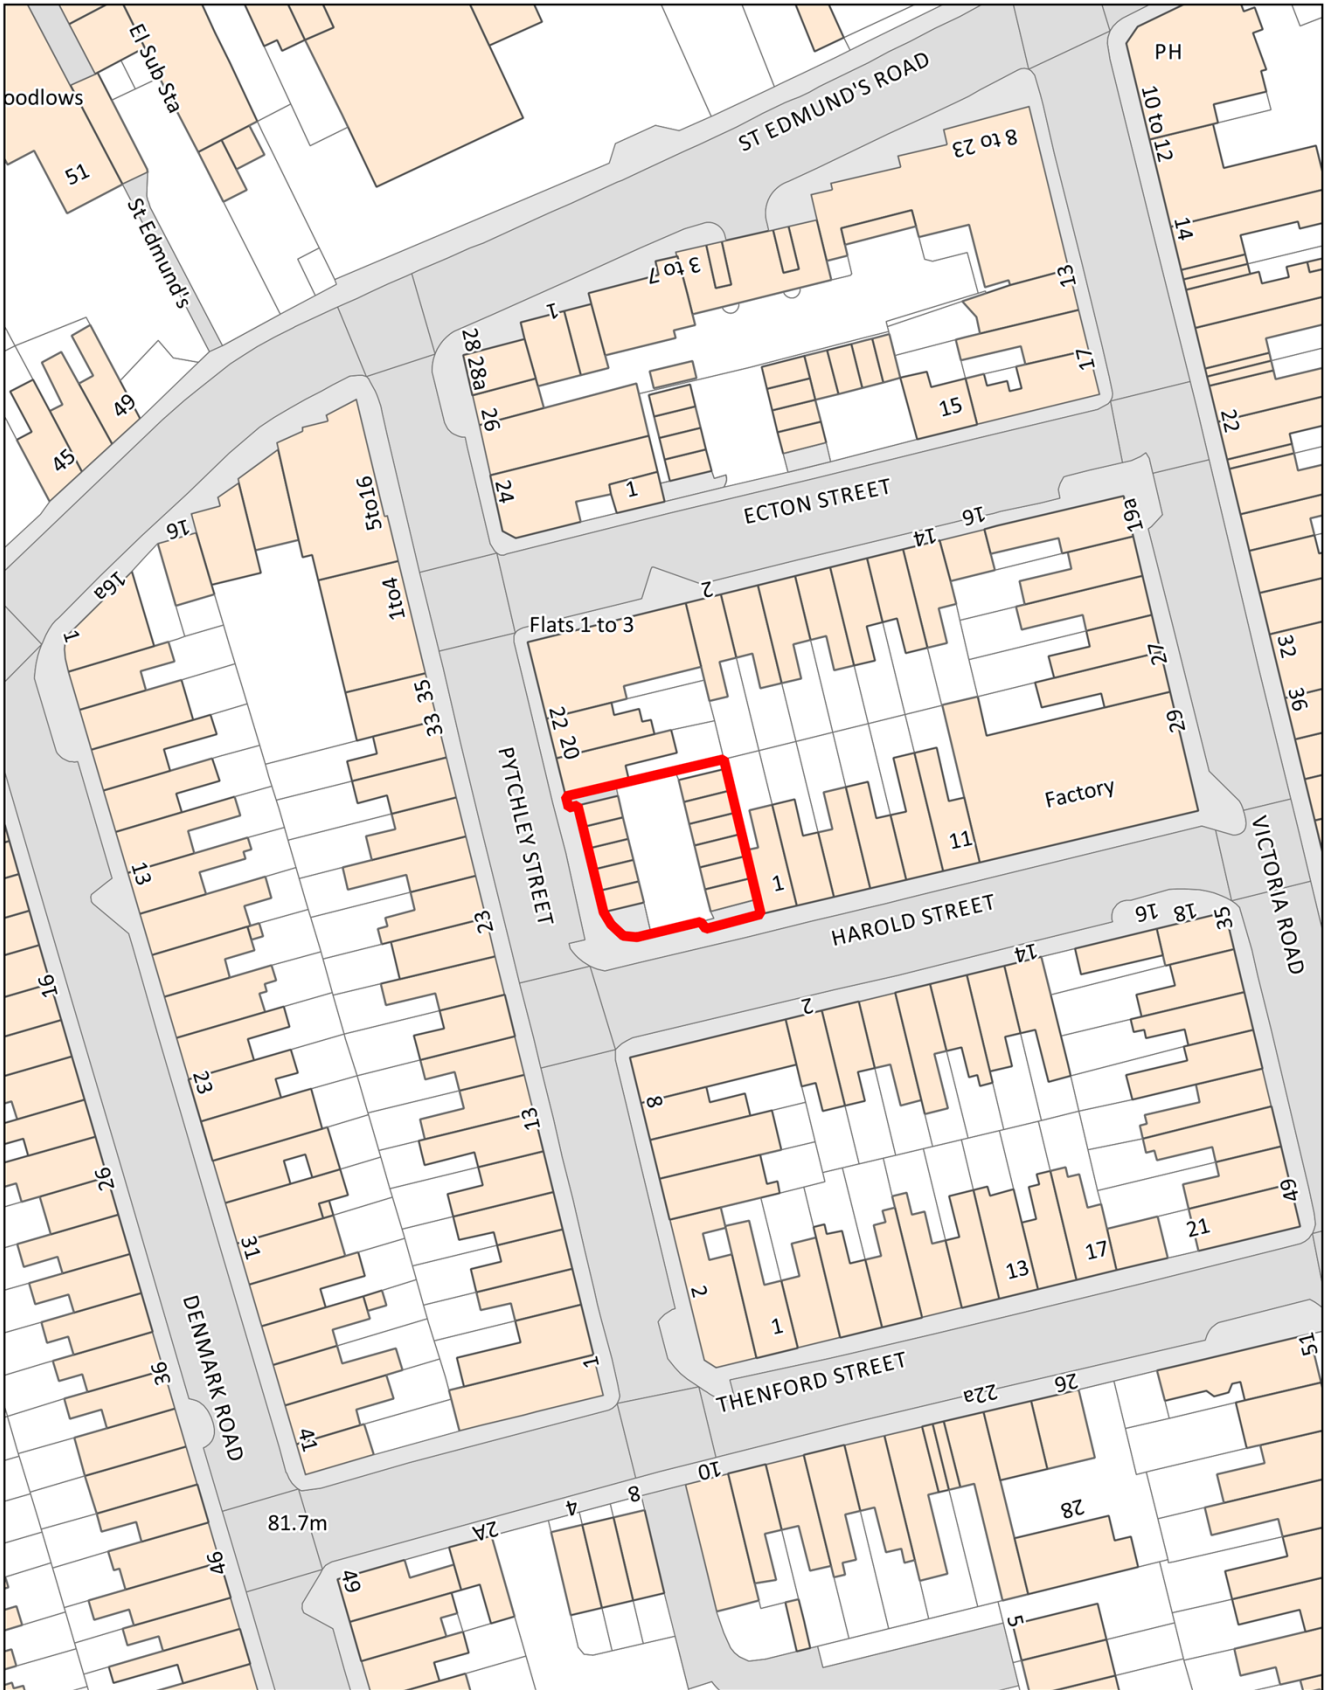 El Sub Sta
PH
oodlows
ST EDMUND'S ROAD
10 to 12
8 to 23
51
St Edmund's
14
3 to 7
13
1
28
28a
17
49
26
15
22
45
24
1
5to16
ECTON STREET
16
14
16
19a
16a
1to4
2
1
Flats 1 to 3
27
32
35
33
22
20
29
36
PYTCHLEY STREET
Factory
VICTORIA ROAD
13
11
1
HAROLD STREET
23
16
18
35
14
16
2
23
8
13
26
49
31
21
17
13
2
1
DENMARK ROAD
36
1
THENFORD STREET
51
26
22a
41
10
8
4
2A
28
81.7m
46
49
5